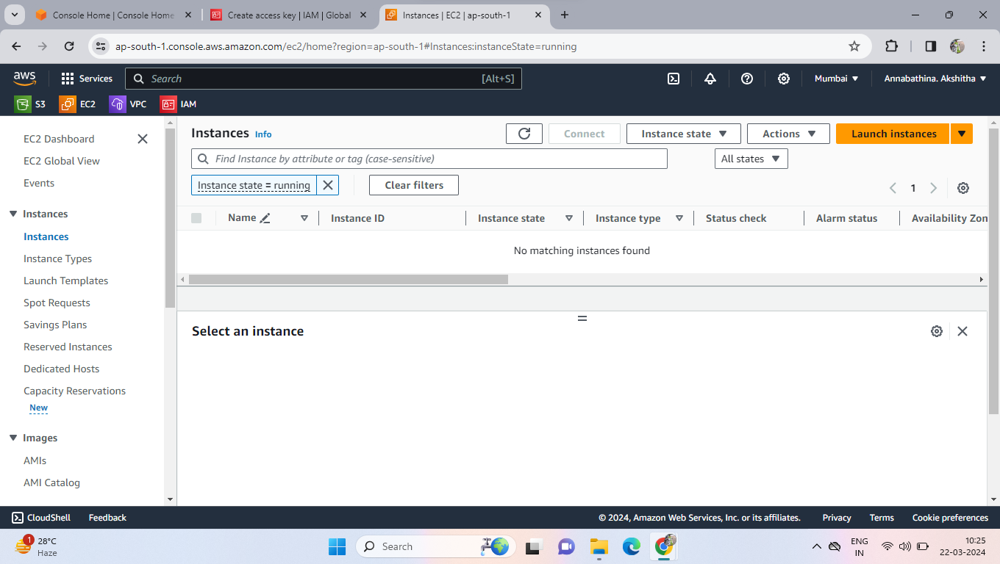 Console Home | Console Home
Create access key | IAM | Global
Instances | EC2 | ap-south-1
ap-south-1.console.aws.amazon.com/ec2/home?region=ap-south-1#Instances:instanceState=running
aws
Services
Search
[Alt+S]
Mumbai
Annabathina. Akshitha
S3
EC2
VPC
IAM
EC2 Dashboard
EC2 Global View
Events
Instances
Instances
Instance Types
Launch Templates
Spot Requests
Savings Plans
Reserved Instances
Dedicated Hosts
Capacity Reservations
New
Images
AMIs
AMI Catalog
Instances Info
Connect
Instance state
Actions
Launch instances
Find Instance by attribute or tag (case-sensitive)
All states
Instance state = running
Clear filters
1
Name
Instance ID
Instance state
Instance type
Status check
Alarm status
Availability Zon
No matching instances found
Select an instance
CloudShell
Feedback
© 2024, Amazon Web Services, Inc. or its affiliates.
Privacy
Terms
Cookie preferences
1
28°C
Haze
Search
ENG
IN
10:25
22-03-2024